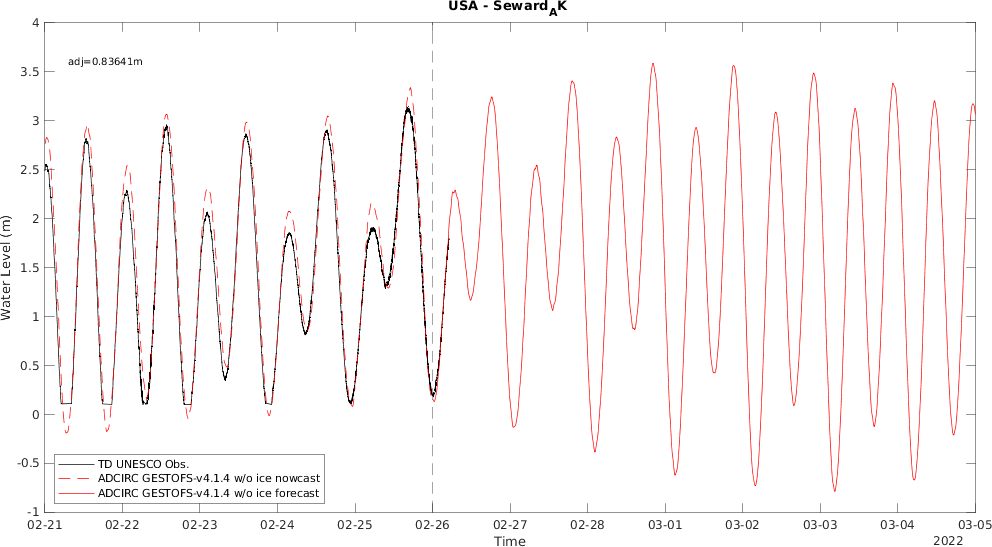 USA - Seward_AK
adj=0.83641m
4
3.5
3
2.5
2
1.5
1
0.5
0
-0.5
-1
Water Level (m)
TD UNESCO Obs.
ADCIRC GESTOFS-v4.1.4 w/o ice nowcast
ADCIRC GESTOFS-v4.1.4 w/o ice forecast
02-21 02-22 02-23 02-24 02-25 02-26 02-27 02-28 03-01 03-02 03-03 03-04 03-05
Time
2022